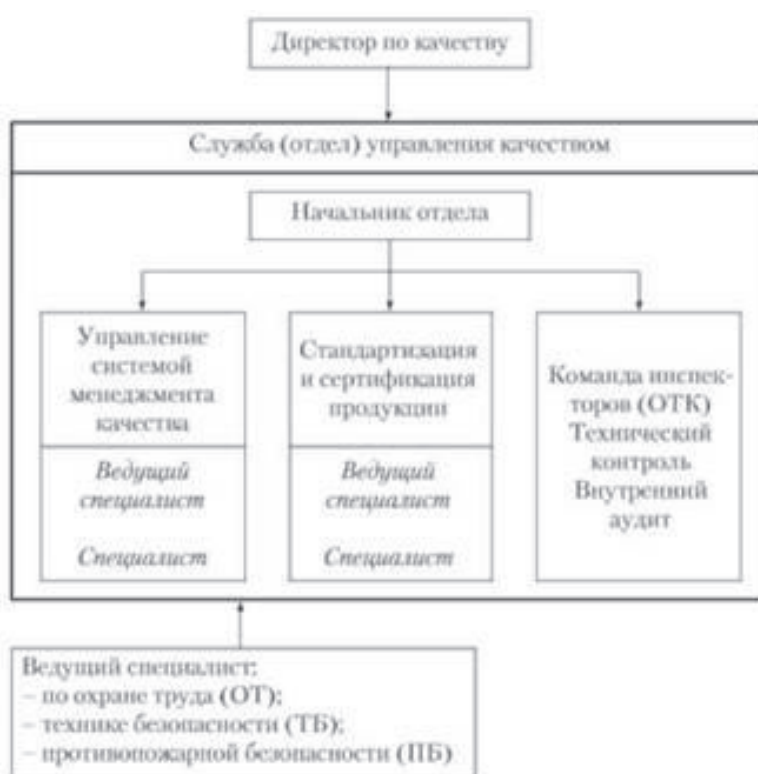 Директор по качеству
Служба (отдел) управления качеством
Начальник отдела
Управление
системой
менеджмента
качества
Ведущий
специалист
Специалист
Стандартизация
и сертификация
продукции
Ведущий
специалист
Специалист
Команда инспек-
торов (ОТК)
Технический
контроль
Внутренний
аудит
Ведущий специалист:
– по охране труда (ОТ);
– технике безопасности (ТБ);
– противопожарной безопасности (ПБ)